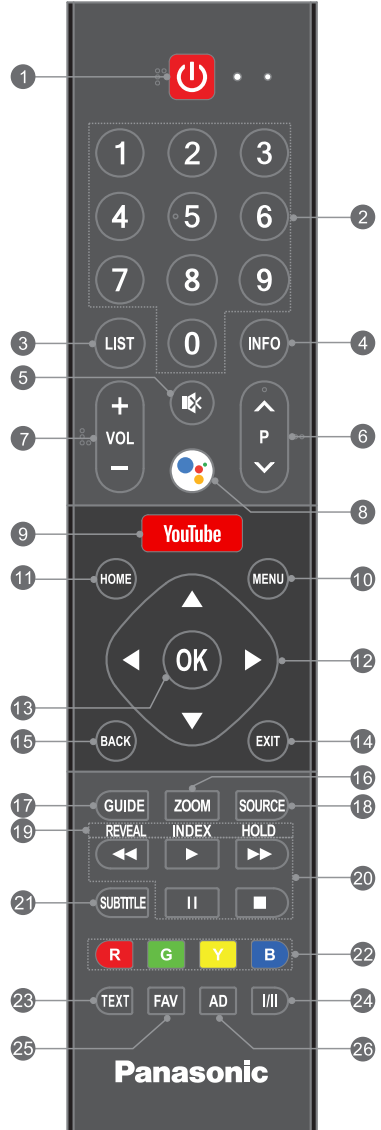 1
1 2 3
4 5 6 2
7 8 9
3 LIST 0 INFO 4
5
7 + VOL - P 6
8
9 YouTube
11 HOME MENU 10
OK 12
13
15 BACK EXIT 14
16
17 GUIDE ZOOM SOURCE 18
19 REVEAL INDEX HOLD
20
21 SUBTITLE
R G Y B 22
23 TEXT FAV AD I/II 24
25 26
Panasonic